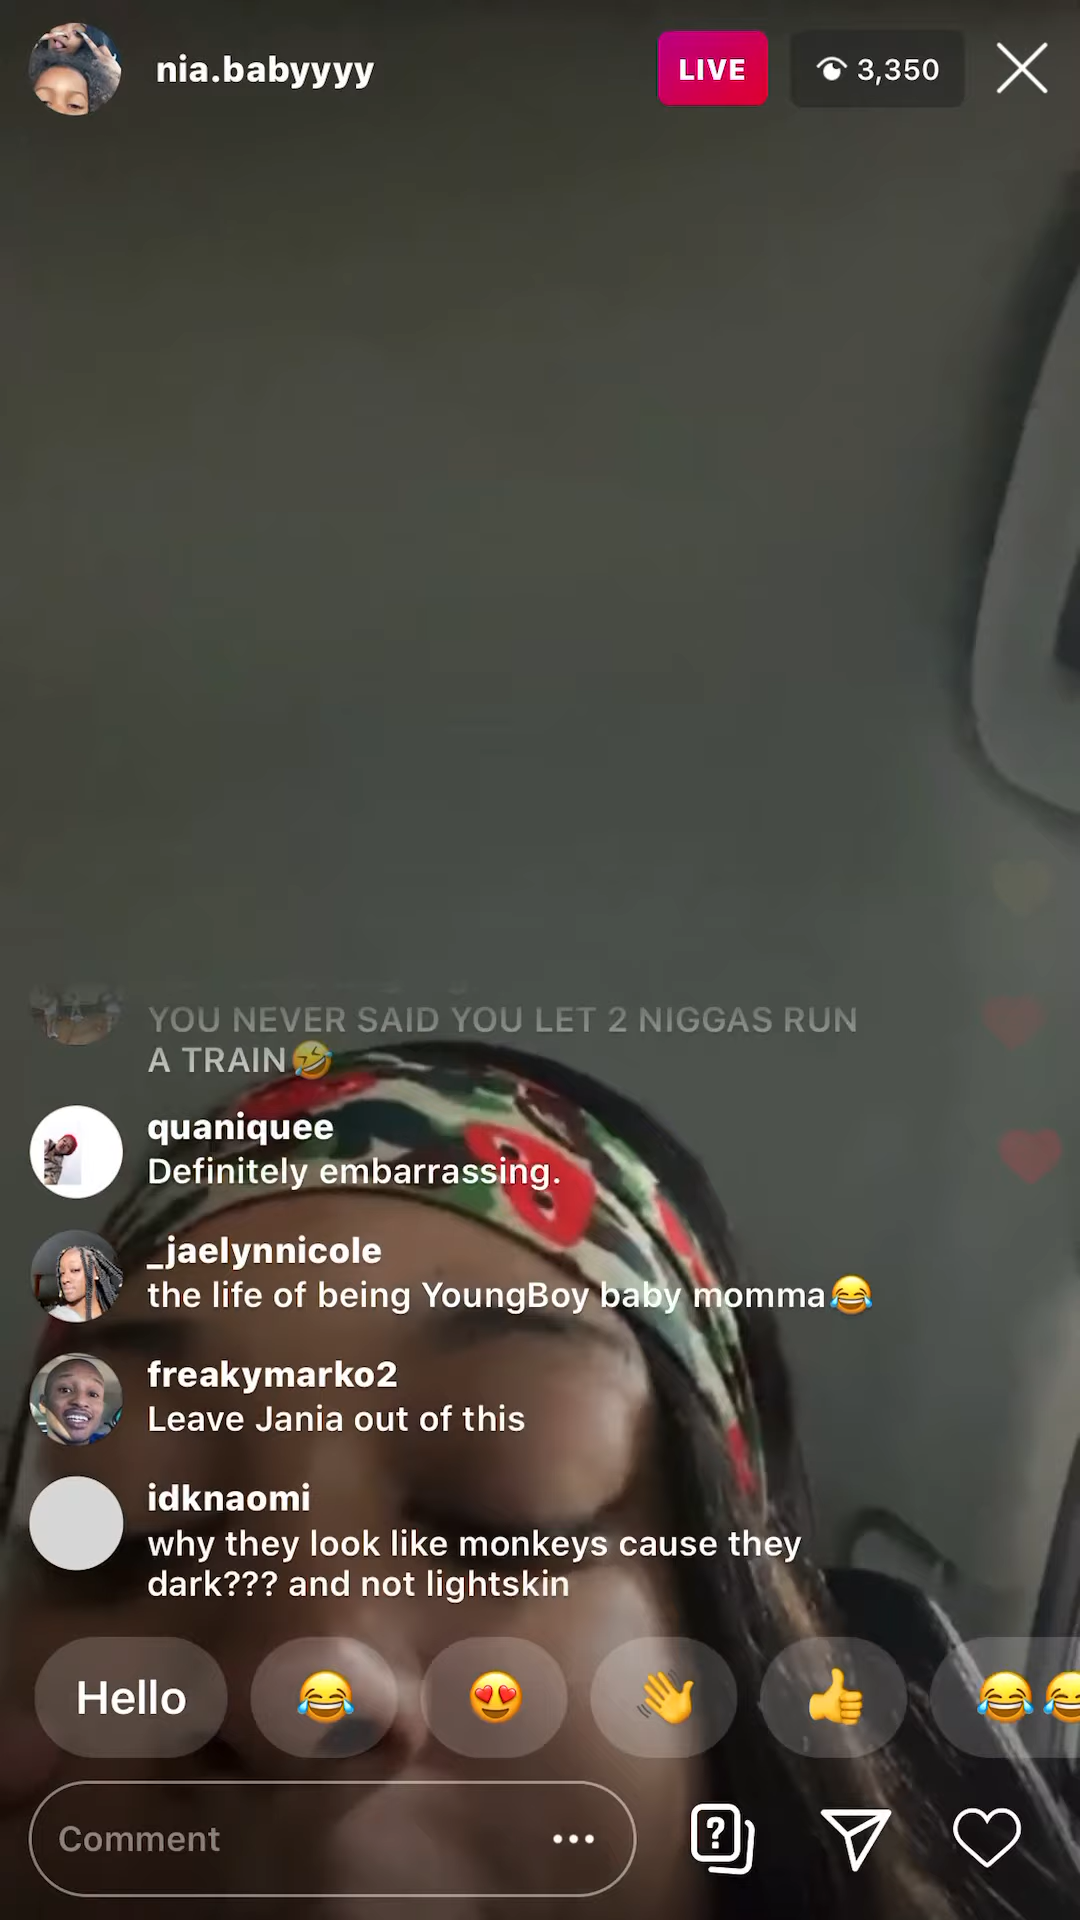 nia.babyyyy
LIVE
3,350
YOU NEVER SAID YOU LET 2 NIGGAS RUN
A TRAIN🤣
quaniquee
Definitely embarrassing.
_jaelynnicole
the life of being YoungBoy baby momma😂
freakymarko2
Leave Jania out of this
idknaomi
why they look like monkeys cause they
dark??? and not lightskin
Hello 😂 😍 👋 👍 😂😂
Comment